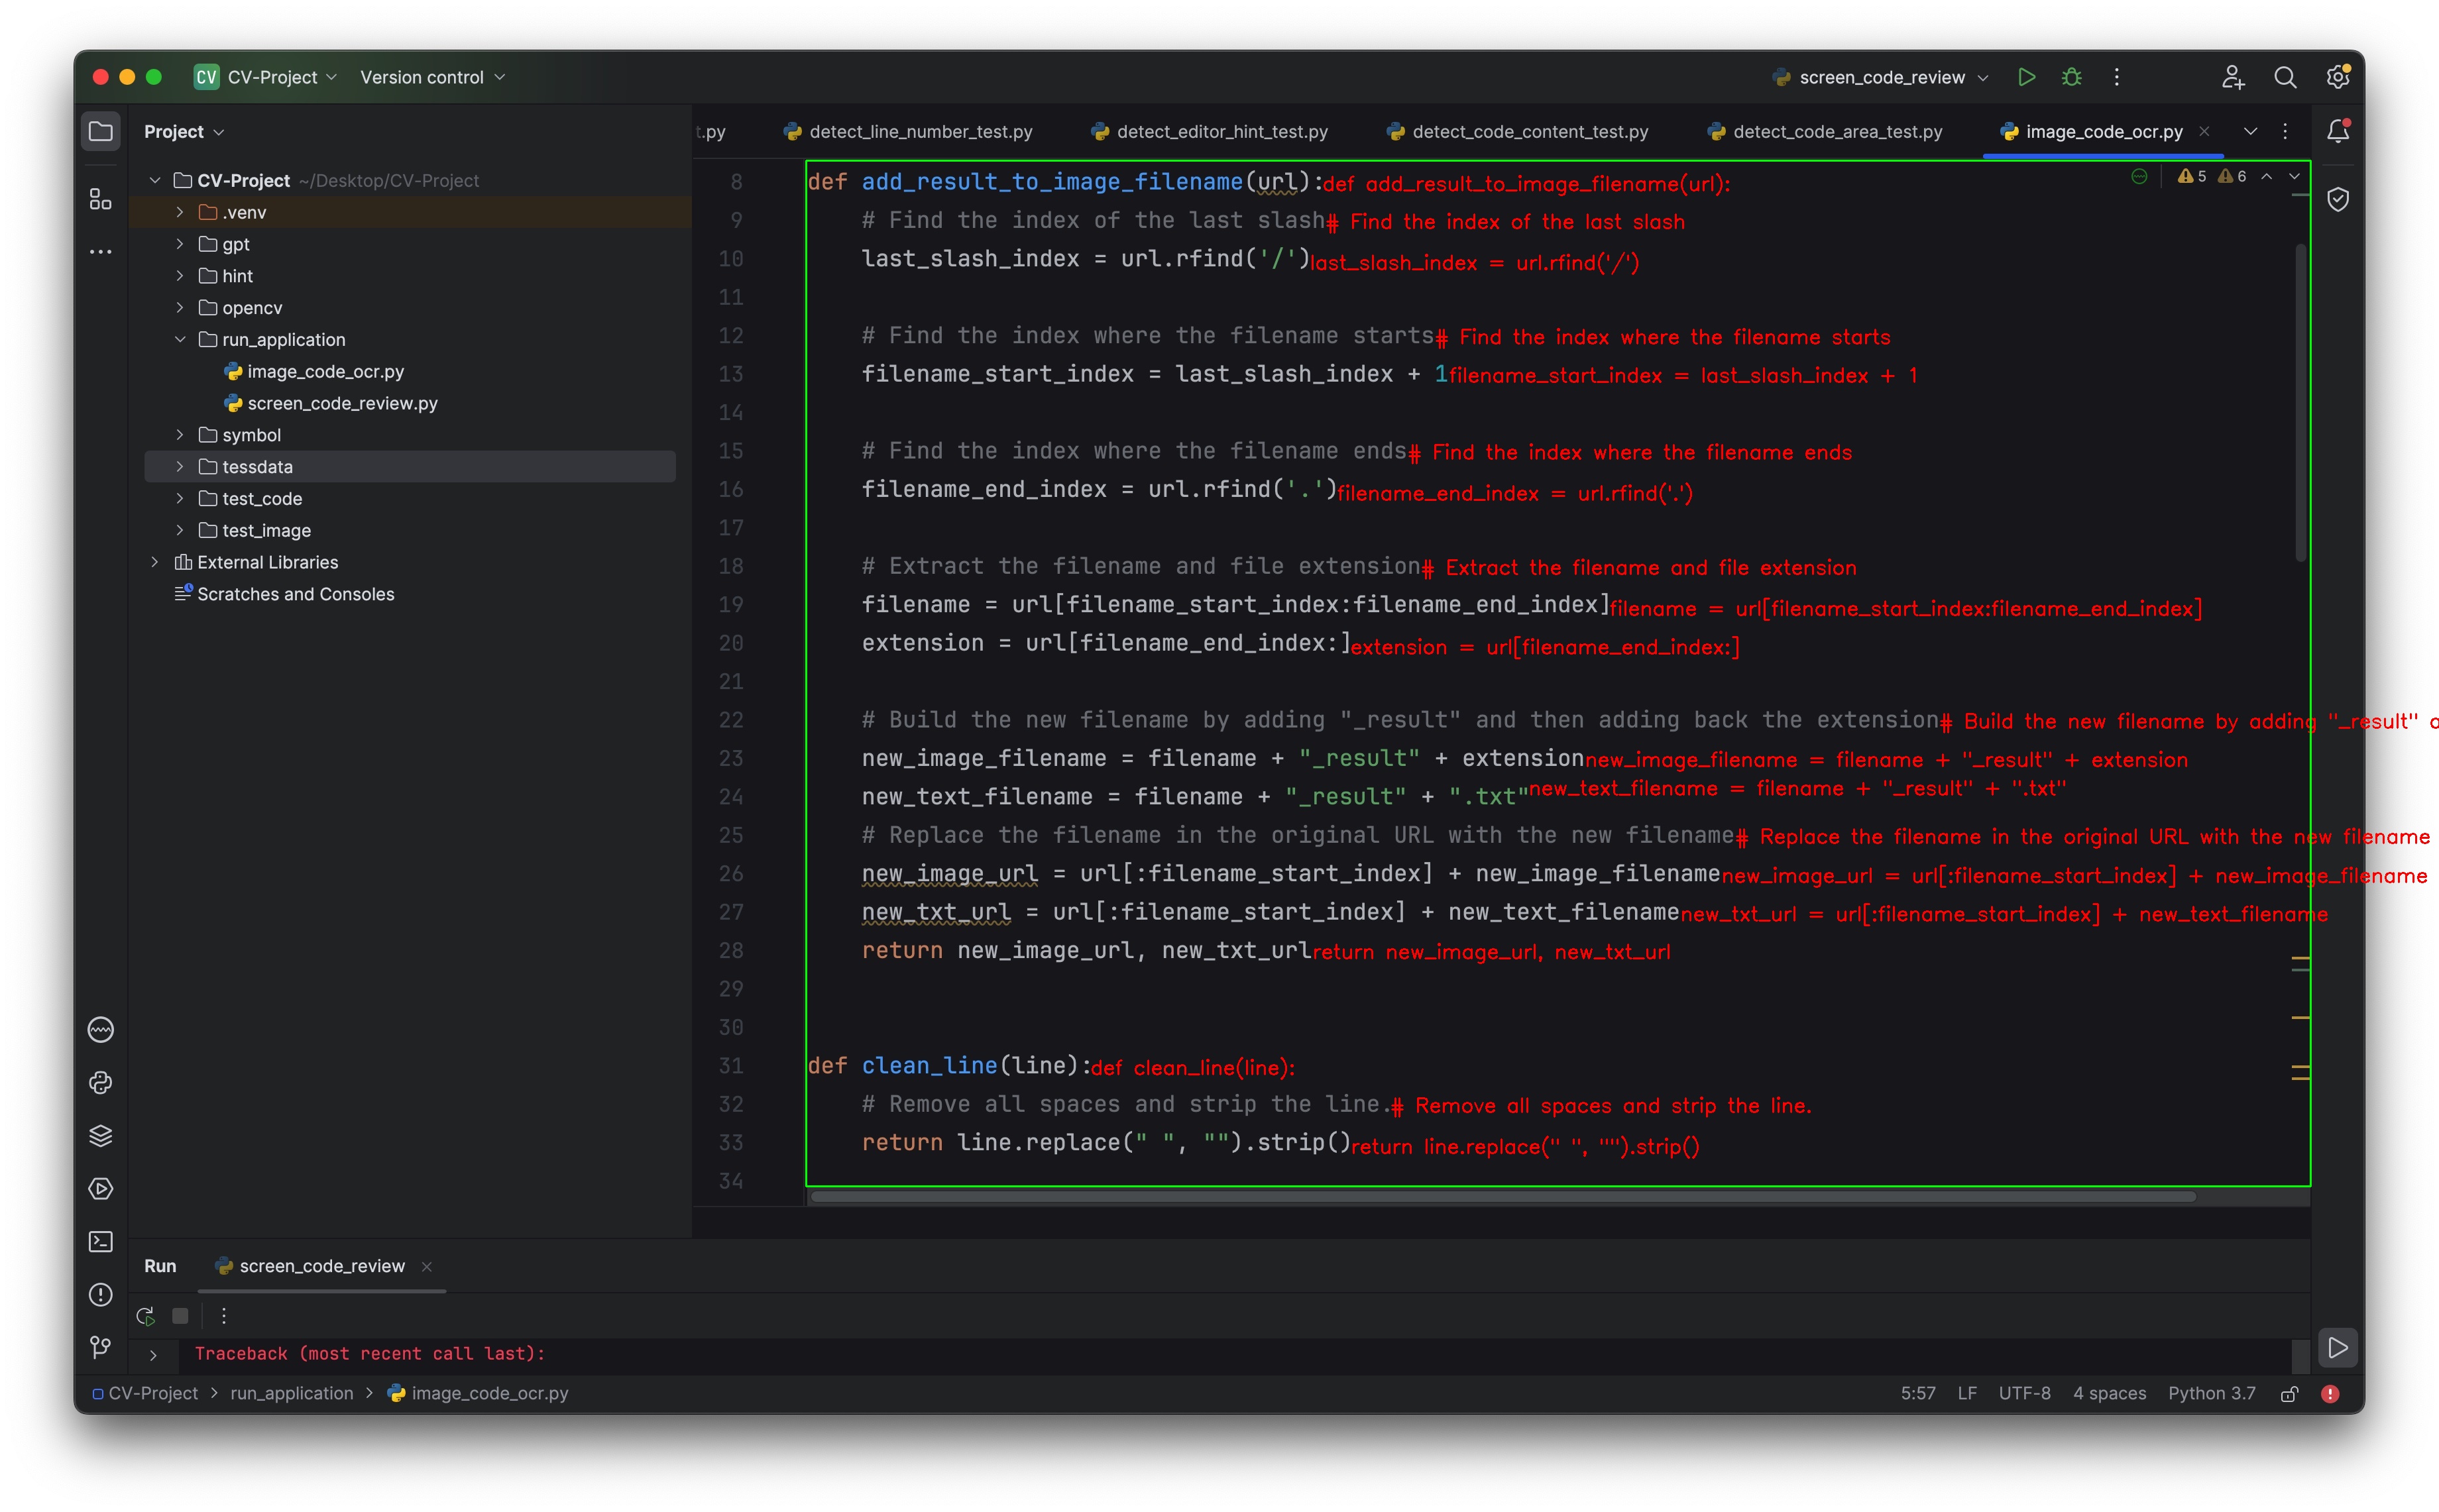 CV CV-Project Version control screen_code_review
Project
t.py detect_line_number_test.py detect_editor_hint_test.py detect_code_content_test.py detect_code_area_test.py image_code_ocr.py
CV-Project ~/Desktop/CV-Project
.venv
gpt
hint
opencv
run_application
image_code_ocr.py
screen_code_review.py
symbol
tessdata
test_code
test_image
External Libraries
Scratches and Consoles
5 6
8 def add_result_to_image_filename(url):def add_result_to_image_filename(url):
9 # Find the index of the last slash# Find the index of the last slash
10 last_slash_index = url.rfind('/')last_slash_index = url.rfind('/')
11
12 # Find the index where the filename starts# Find the index where the filename starts
13 filename_start_index = last_slash_index + 1filename_start_index = last_slash_index + 1
14
15 # Find the index where the filename ends# Find the index where the filename ends
16 filename_end_index = url.rfind('.')filename_end_index = url.rfind('.')
17
18 # Extract the filename and file extension# Extract the filename and file extension
19 filename = url[filename_start_index:filename_end_index]filename = url[filename_start_index:filename_end_index]
20 extension = url[filename_end_index:]extension = url[filename_end_index:]
21
22 # Build the new filename by adding "_result" and then adding back the extension# Build the new filename by adding "_result"
23 new_image_filename = filename + "_result" + extensionnew_image_filename = filename + "_result" + extension
24 new_text_filename = filename + "_result" + ".txt"new_text_filename = filename + "_result" + ".txt"
25 # Replace the filename in the original URL with the new filename# Replace the filename in the original URL with the new filename
26 new_image_url = url[:filename_start_index] + new_image_filenamenew_image_url = url[:filename_start_index] + new_image_filename
27 new_txt_url = url[:filename_start_index] + new_text_filenamenew_txt_url = url[:filename_start_index] + new_text_filename
28 return new_image_url, new_txt_urlreturn new_image_url, new_txt_url
29
30
31 def clean_line(line):def clean_line(line):
32 # Remove all spaces and strip the line.# Remove all spaces and strip the line.
33 return line.replace(" ", "").strip()return line.replace(" ", "").strip()
34
Run screen_code_review
Traceback (most recent call last):
CV-Project > run_application > image_code_ocr.py 5:57 LF UTF-8 4 spaces Python 3.7